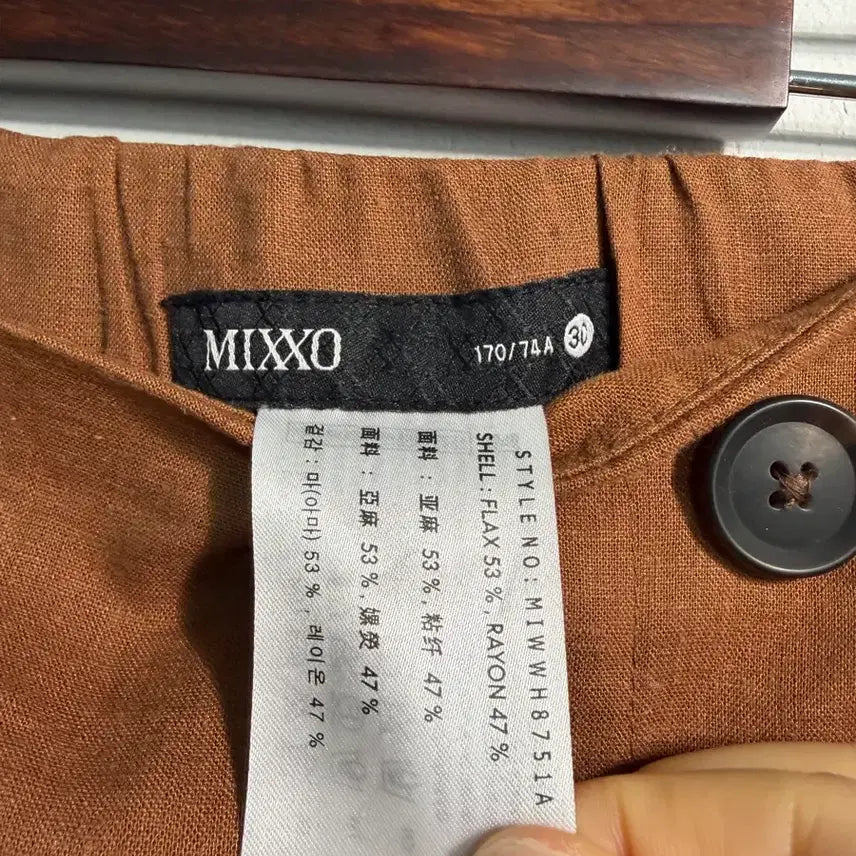 MIXXO
170/74A 30
STYLE NO: MIWWH8751A
SHELL : FLAX 53 %, RAYON 47 %
面料 : 亚麻 53 %,粘纤 47 %
面料 : 亞麻 53 %,嫘熒 47 %
겉감 : 마(아마) 53 % , 레이온 47 %